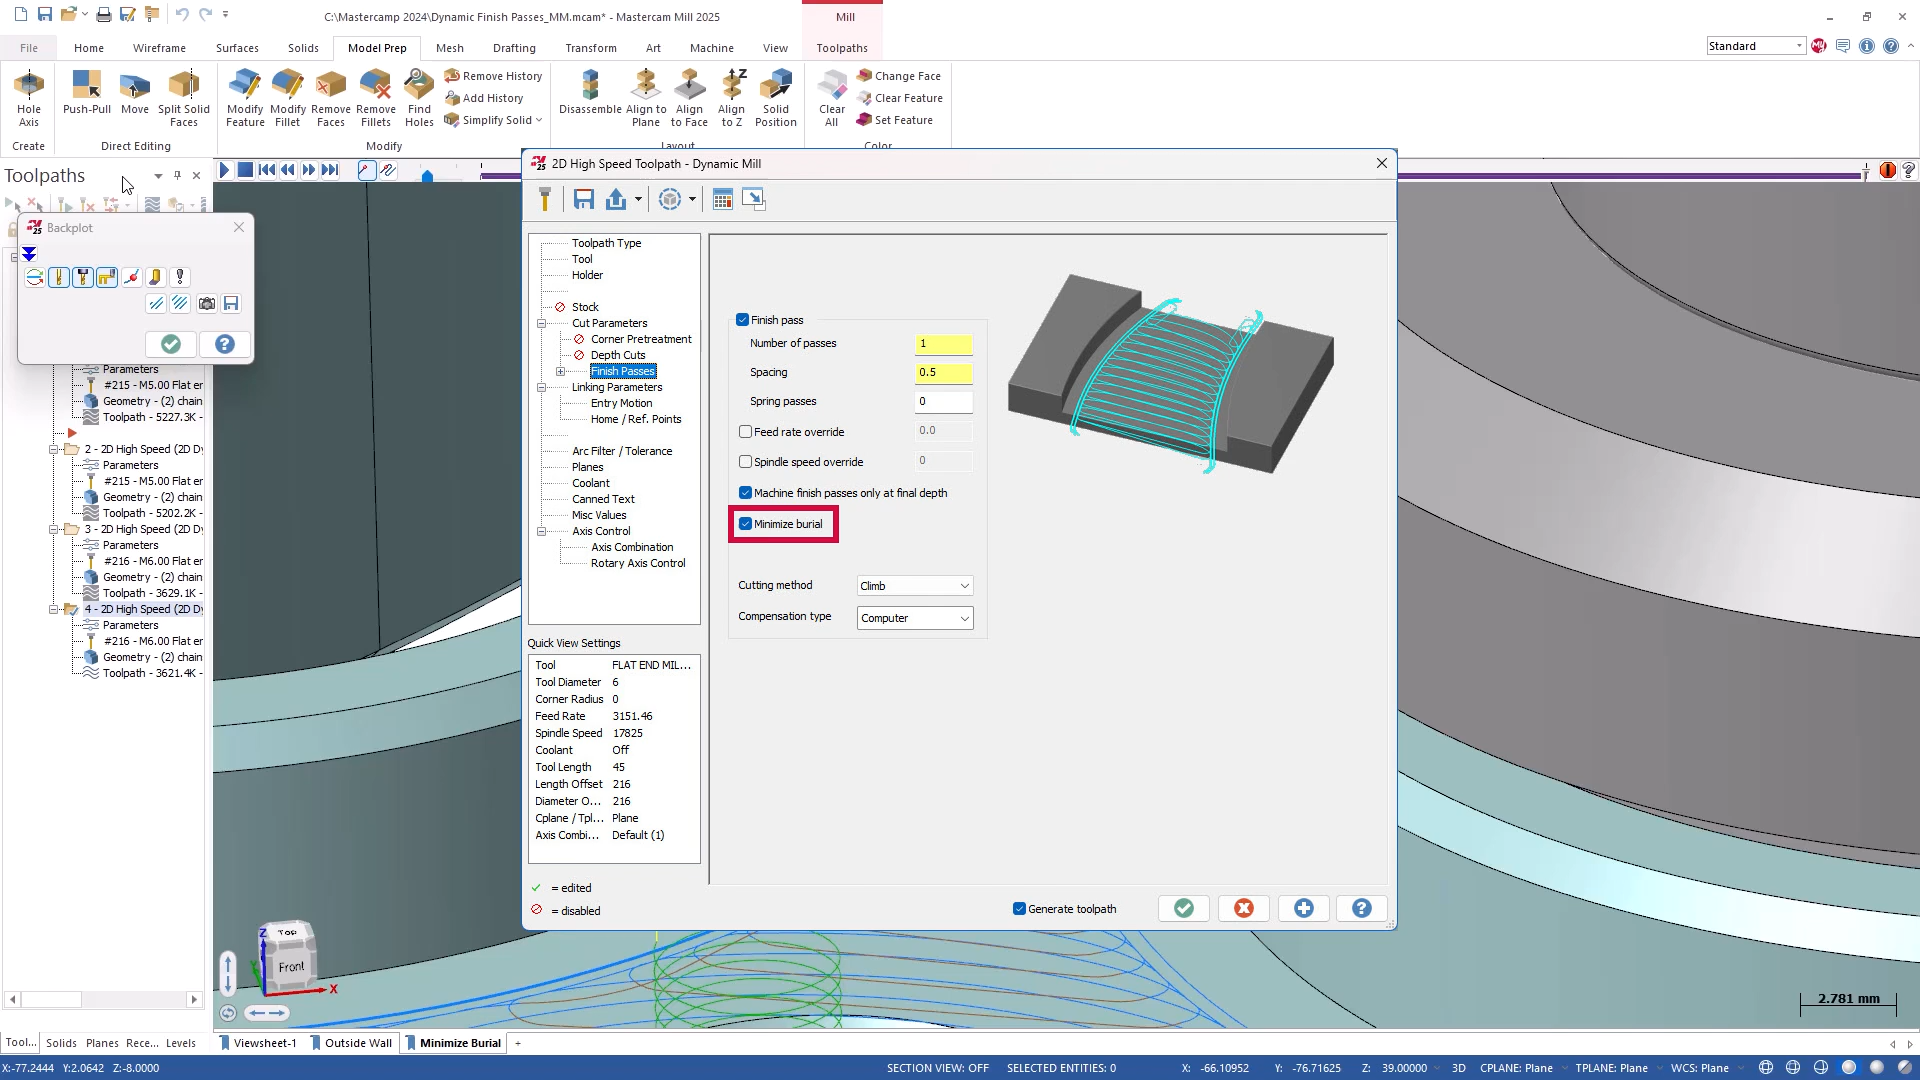 C:\Mastercamp 2024\Dynamic Finish Passes_MM.mcam* - Mastercam Mill 2025
Mill
File
Home
Wireframe
Surfaces
Solids
Model Prep
Mesh
Drafting
Transform
Art
Machine
View
Toolpaths
Standard
Hole Axis
Push-Pull
Move
Split Solid Faces
Modify Feature
Modify Fillet
Remove Faces
Remove Fillets
Find Holes
Remove History
Add History
Simplify Solid
Disassemble
Align to Plane
Align to Face
Align to Z
Solid Position
Clear All
Change Face
Clear Feature
Set Feature
Create
Direct Editing
Modify
Layout
Color
Toolpaths
Backplot
Parameters
#215 - M5.00 Flat er
Geometry - (2) chain
Toolpath - 5227.3K -
2 - 2D High Speed (2D Dy
Parameters
#215 - M5.00 Flat er
Geometry - (2) chain
Toolpath - 5202.2K -
3 - 2D High Speed (2D Dy
Parameters
#216 - M6.00 Flat er
Geometry - (2) chain
Toolpath - 3629.1K -
4 - 2D High Speed (2D Dy
Parameters
#216 - M6.00 Flat er
Geometry - (2) chain
Toolpath - 3621.4K -
2D High Speed Toolpath - Dynamic Mill
Toolpath Type
Tool
Holder
Stock
Cut Parameters
Corner Pretreatment
Depth Cuts
Finish Passes
Linking Parameters
Entry Motion
Home / Ref. Points
Arc Filter / Tolerance
Planes
Coolant
Canned Text
Misc Values
Axis Control
Axis Combination
Rotary Axis Control
Quick View Settings
Tool FLAT END MIL...
Tool Diameter 6
Corner Radius 0
Feed Rate 3151.46
Spindle Speed 17825
Coolant Off
Tool Length 45
Length Offset 216
Diameter O... 216
Cplane / Tpl... Plane
Axis Combi... Default (1)
= edited
= disabled
Finish pass
Number of passes 1
Spacing 0.5
Spring passes 0
Feed rate override 0.0
Spindle speed override 0
Machine finish passes only at final depth
Minimize burial
Cutting method Climb
Compensation type Computer
Generate toolpath
Top
Front
Z
Y
X
2.781 mm
Tool...
Solids
Planes
Rece...
Levels
Viewsheet-1
Outside Wall
Minimize Burial
+
X:-77.2444 Y:2.0642 Z:-8.0000
SECTION VIEW: OFF
SELECTED ENTITIES: 0
X: -66.10952
Y: -76.71625
Z: 39.00000
3D
CPLANE: Plane
TPLANE: Plane
WCS: Plane